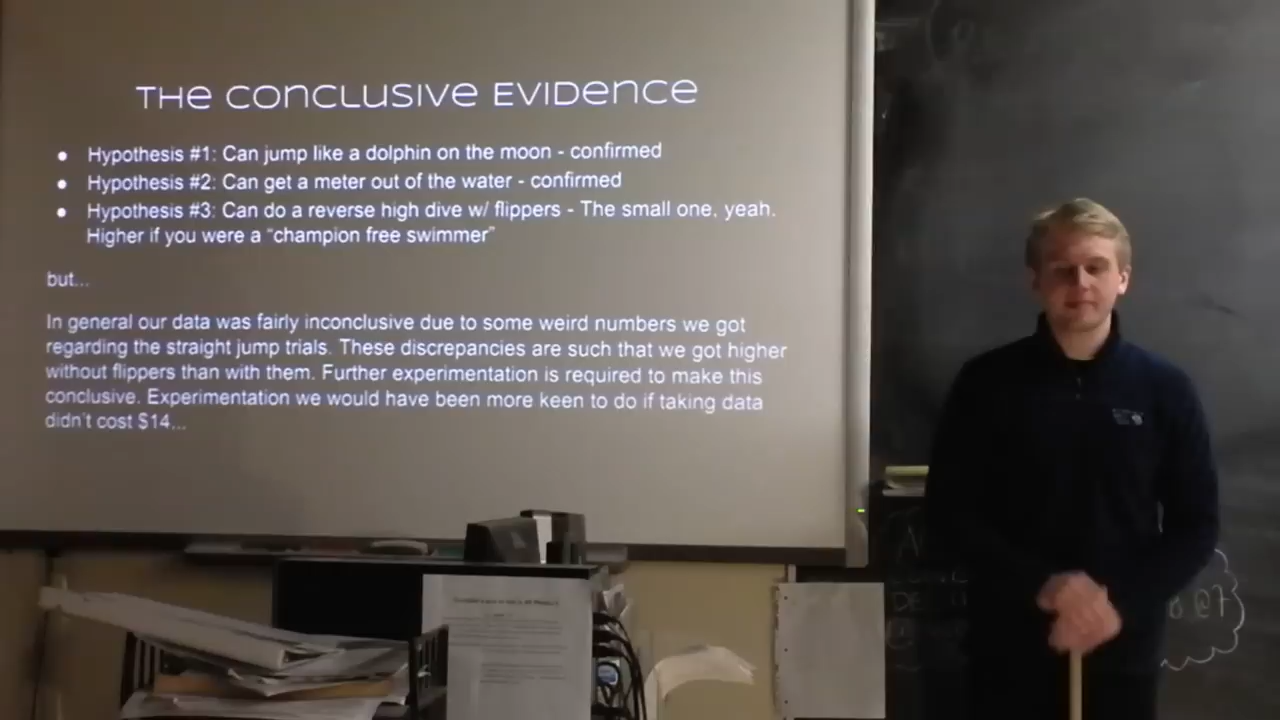 THE CONCLUSIVE EVIDENCE
• Hypothesis #1: Can jump like a dolphin on the moon - confirmed
• Hypothesis #2: Can get a meter out of the water - confirmed
• Hypothesis #3: Can do a reverse high dive w/ flippers - The small one, yeah.
Higher if you were a “champion free swimmer”
but...
In general our data was fairly inconclusive due to some weird numbers we got
regarding the straight jump trials. These discrepancies are such that we got higher
without flippers than with them. Further experimentation is required to make this
conclusive. Experimentation we would have been more keen to do if taking data
didn't cost $14...
@7